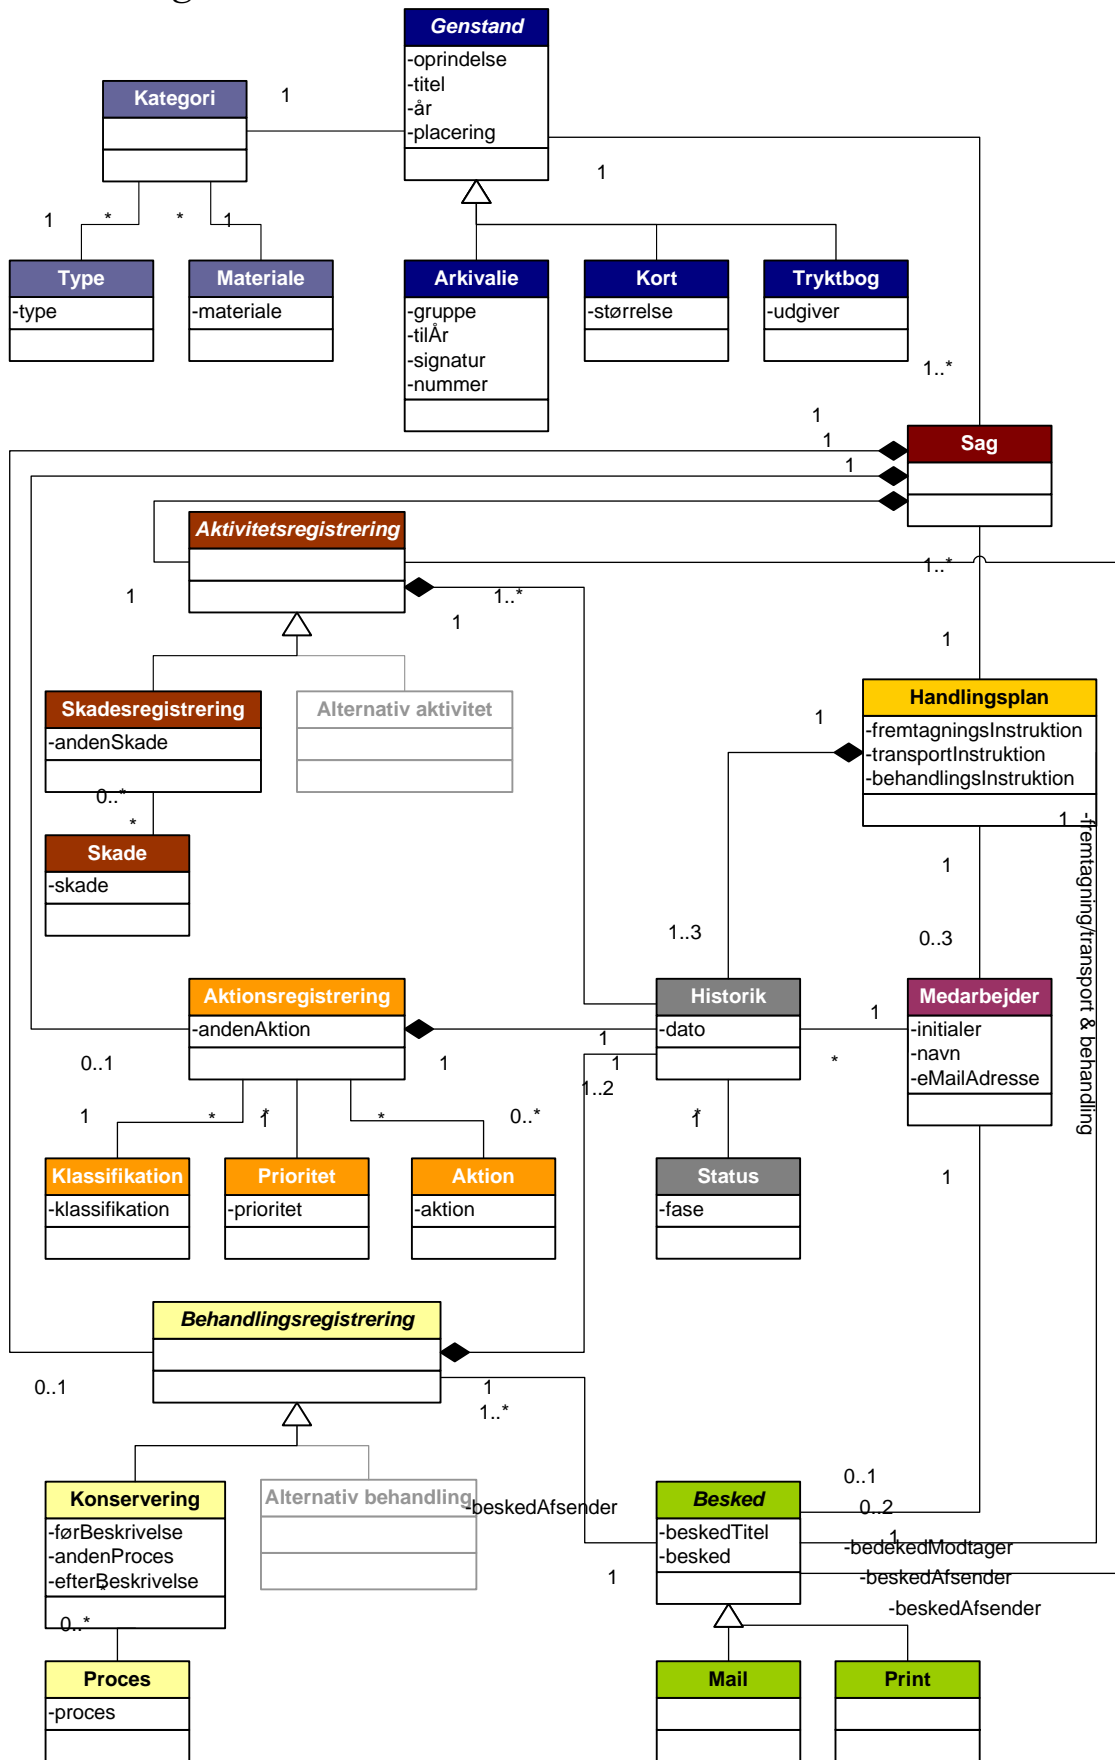 Genstand
-oprindelse
-titel
-år
-placering
Kategori
1
1
1
*
*
1
Type
-type
Materiale
-materiale
Arkivalie
-gruppe
-tilÅr
-signatur
-nummer
Kort
-størrelse
Tryktbog
-udgiver
1..*
1
1
1
Sag
Aktivitetsregistrering
1..*
1
1..*
1
1
Skadesregistrering
-andenSkade
Alternativ aktivitet
Handlingsplan
-fremtagningsInstruktion
-transportInstruktion
-behandlingsInstruktion
1
0..*
*
1
-fremtagning/transport & behandling
Skade
-skade
1
1..3
0..3
Aktionsregistrering
-andenAktion
Historik
-dato
Medarbejder
-initialer
-navn
-eMailAdresse
1
0..1
1
1
1
*
1..2
1
*
*
1
*
0..*
*
1
Klassifikation
-klassifikation
Prioritet
-prioritet
Aktion
-aktion
Status
-fase
1
Behandlingsregistrering
0..1
1
1..*
Konservering
-førBeskrivelse
-andenProces
-efterBeskrivelse
*
0..*
Alternativ behandling
-beskedAfsender
Besked
-beskedTitel
-besked
0..1
0..2
1
-bedekedModtager
-beskedAfsender
-beskedAfsender
1
Proces
-proces
Mail
Print